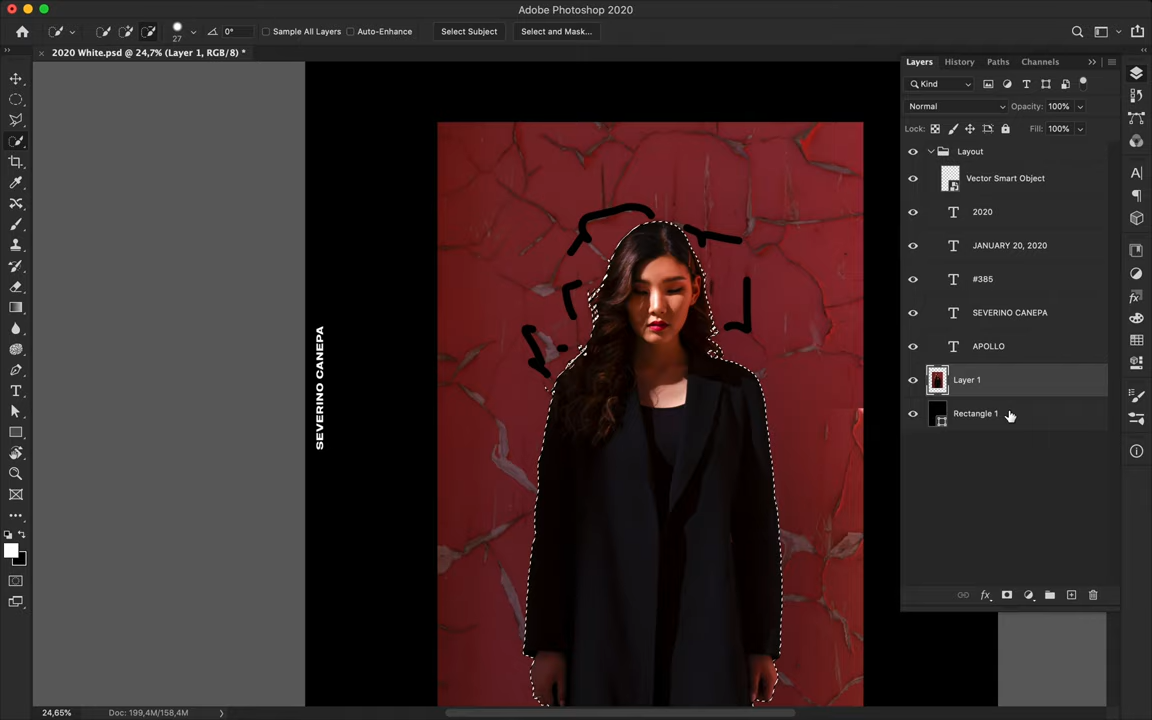 Adobe Photoshop 2020
27
0°
Sample All Layers
Auto-Enhance
Select Subject
Select and Mask...
2020 White.psd @ 24,7% (Layer 1, RGB/8) *
SEVERINO CANEPA
Layers
History
Paths
Channels
Kind
Normal
Opacity: 100%
Lock:
Fill: 100%
Layout
Vector Smart Object
2020
JANUARY 20, 2020
#385
SEVERINO CANEPA
APOLLO
Layer 1
Rectangle 1
24,65%
Doc: 199,4M/158,4M